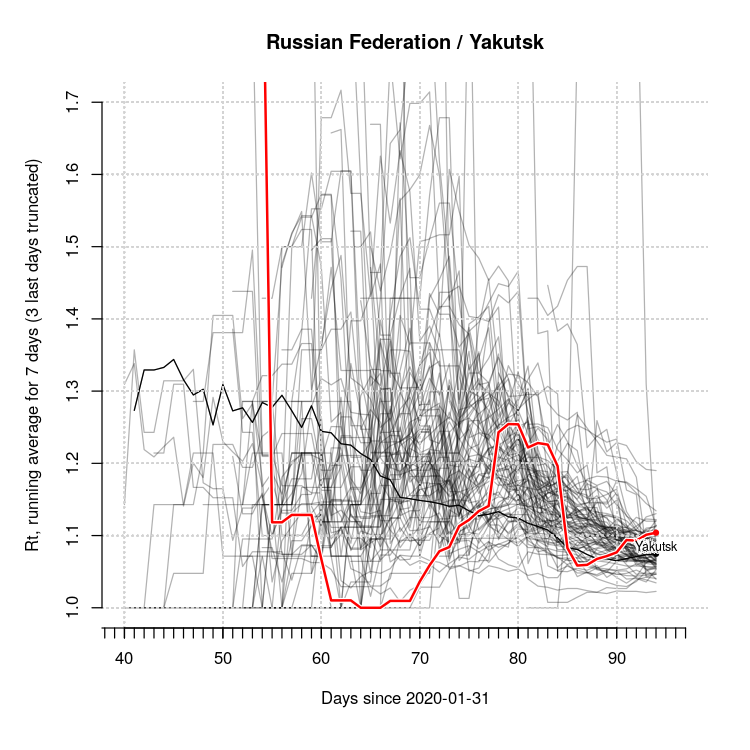 Russian Federation / Yakutsk
Rt, running average for 7 days (3 last days truncated)
1.7
1.6
1.5
1.4
1.3
1.2
1.1
1.0
Yakutsk
40 50 60 70 80 90
Days since 2020-01-31